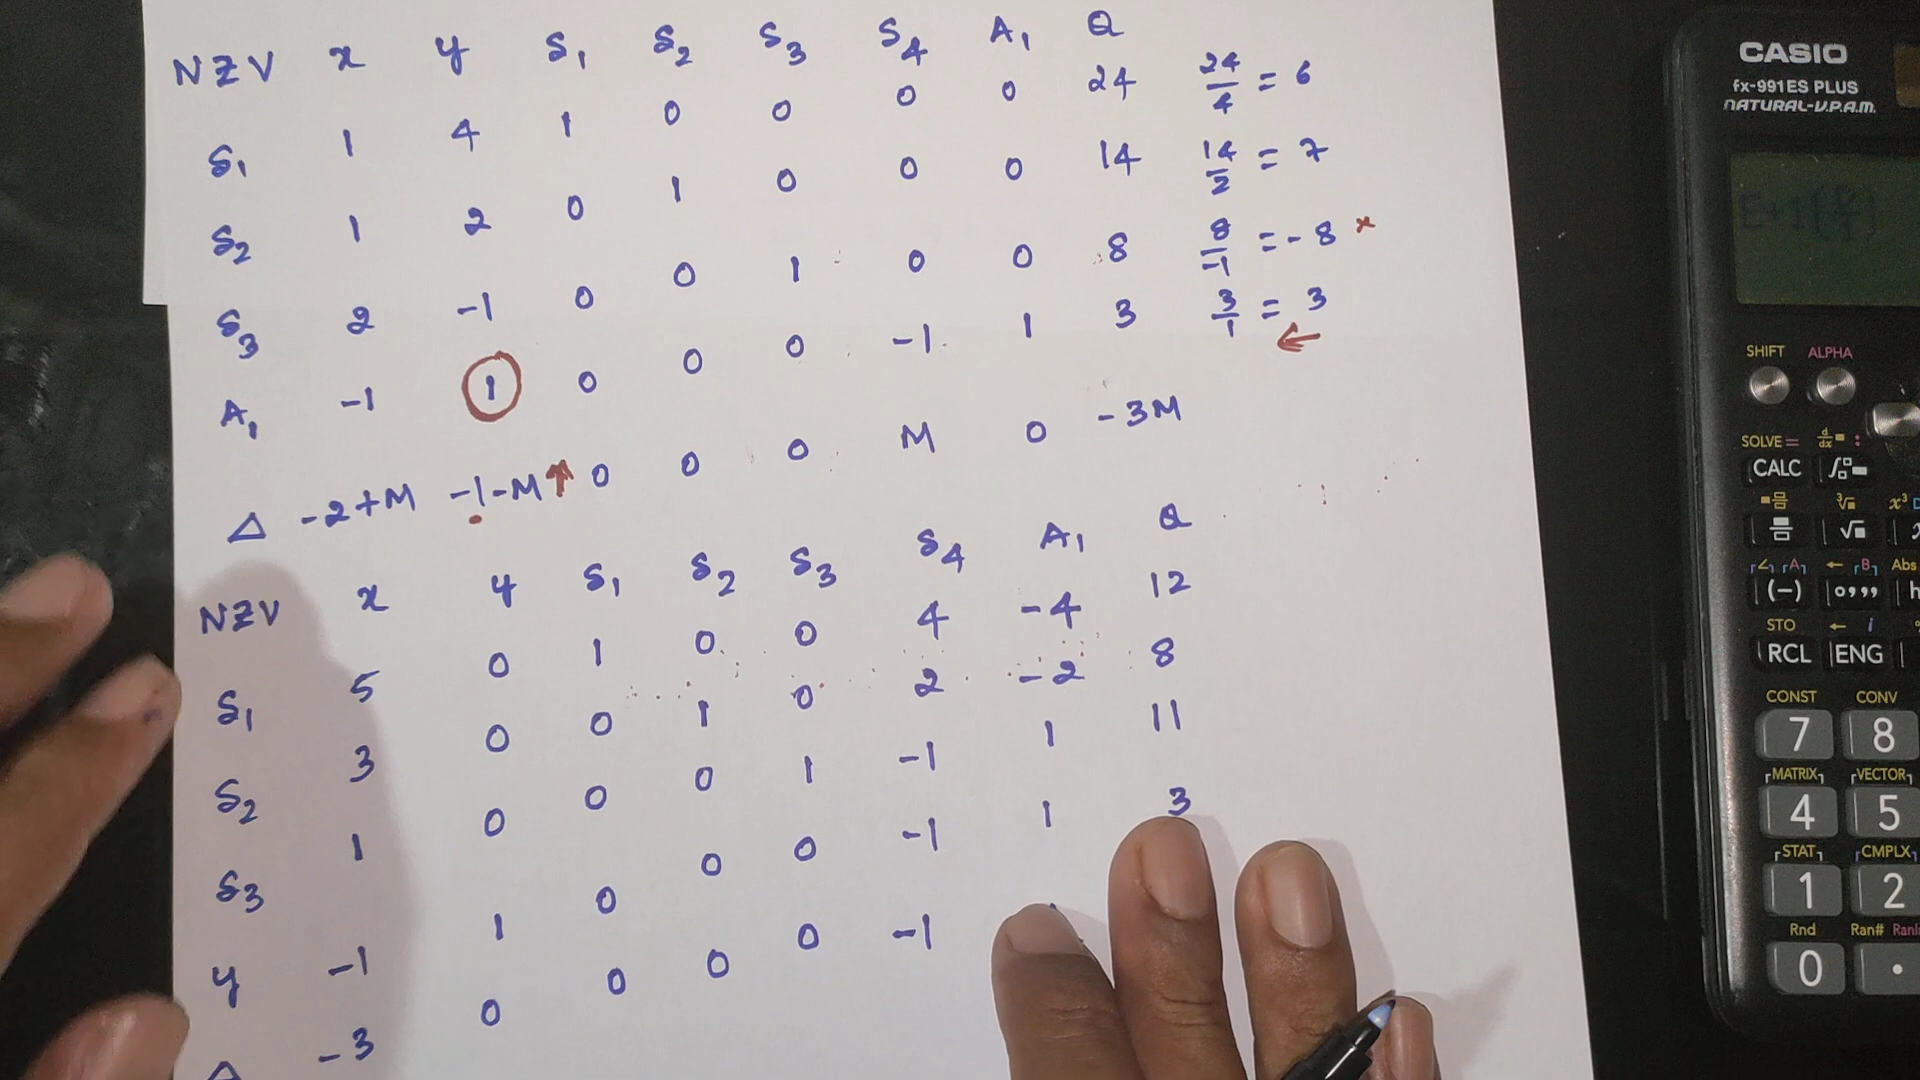 NZV x y S1 S2 S3 S4 A1 Q
S1 1 4 1 0 0 0 0 24 24/4 = 6
S2 1 2 0 1 0 0 0 14 14/2 = 7
S3 2 -1 0 0 1 0 0 8 8/-1 = -8 ×
A1 -1 1 0 0 0 -1 1 3 3/1 = 3 ←
Δ -2+M -1-M ↑ 0 0 0 M 0 -3M
NZV x y S1 S2 S3 S4 A1 Q
S1 5 0 1 0 0 4 -4 12
S2 3 0 0 1 0 2 -2 8
S3 1 0 0 0 1 -1 1 11
y -1 1 0 0 0 -1 1 3
Δ -3 0 0 0 0 -1
CASIO
fx-991ES PLUS
NATURAL-V.P.A.M.
SHIFT ALPHA
SOLVE = d/dx :
CALC
Abs
(-)
STO ← i
RCL ENG
CONST CONV
7 8
MATRIX VECTOR
4 5
STAT CMPLX
1 2
Rnd Ran#
0 •